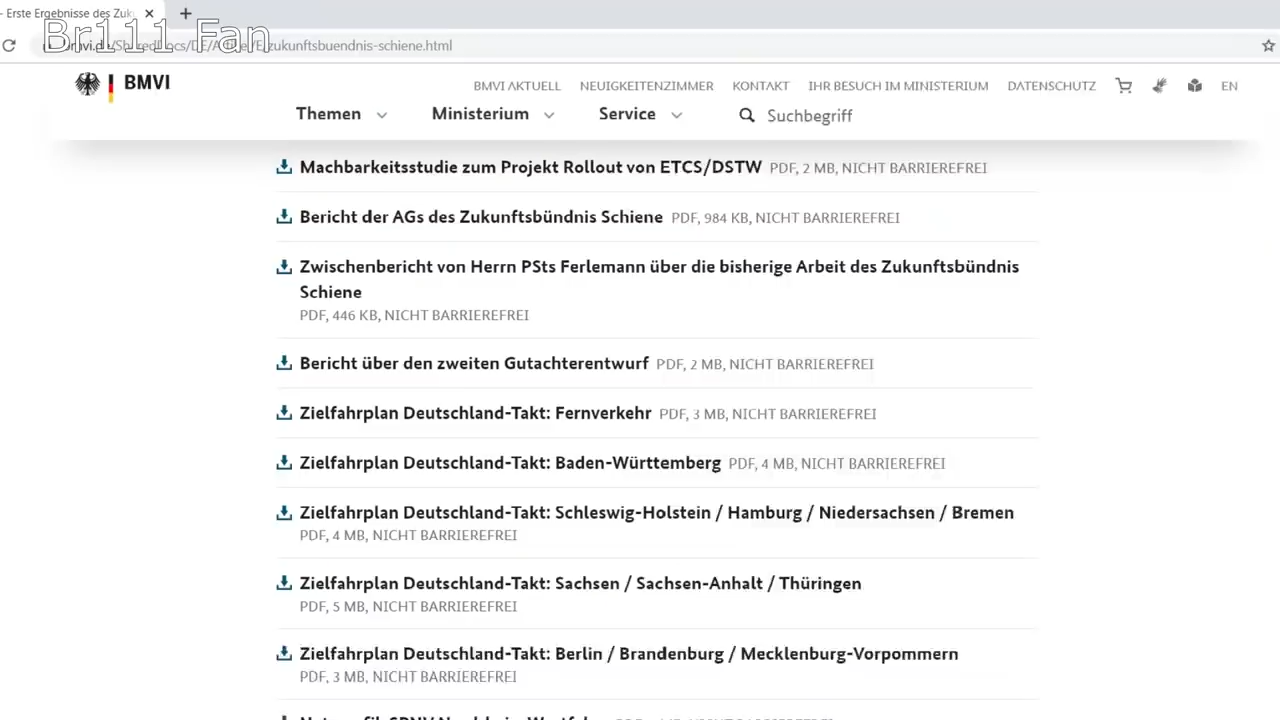 - Erste Ergebnisse des Zuk
Br111 Fan
zukunftsbuendnis-schiene.html
BMVI
BMVI AKTUELL NEUIGKEITENZIMMER KONTAKT IHR BESUCH IM MINISTERIUM DATENSCHUTZ EN
Themen Ministerium Service Suchbegriff
Machbarkeitsstudie zum Projekt Rollout von ETCS/DSTW PDF, 2 MB, NICHT BARRIEREFREI
Bericht der AGs des Zukunftsbündnis Schiene PDF, 984 KB, NICHT BARRIEREFREI
Zwischenbericht von Herrn PSts Ferlemann über die bisherige Arbeit des Zukunftsbündnis
Schiene
PDF, 446 KB, NICHT BARRIEREFREI
Bericht über den zweiten Gutachterentwurf PDF, 2 MB, NICHT BARRIEREFREI
Zielfahrplan Deutschland-Takt: Fernverkehr PDF, 3 MB, NICHT BARRIEREFREI
Zielfahrplan Deutschland-Takt: Baden-Württemberg PDF, 4 MB, NICHT BARRIEREFREI
Zielfahrplan Deutschland-Takt: Schleswig-Holstein / Hamburg / Niedersachsen / Bremen
PDF, 4 MB, NICHT BARRIEREFREI
Zielfahrplan Deutschland-Takt: Sachsen / Sachsen-Anhalt / Thüringen
PDF, 5 MB, NICHT BARRIEREFREI
Zielfahrplan Deutschland-Takt: Berlin / Brandenburg / Mecklenburg-Vorpommern
PDF, 3 MB, NICHT BARRIEREFREI